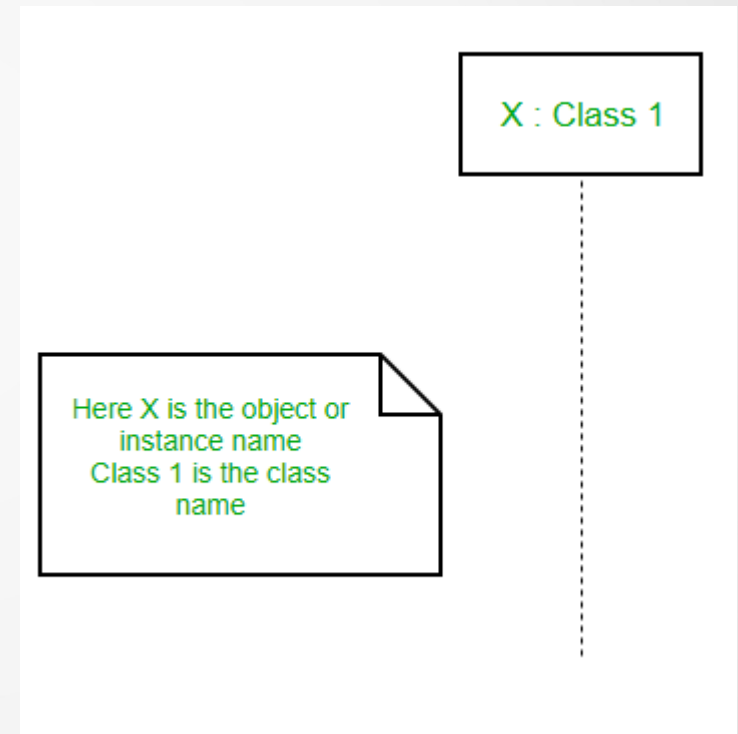 X : Class 1
Here X is the object or
instance name
Class 1 is the class
name